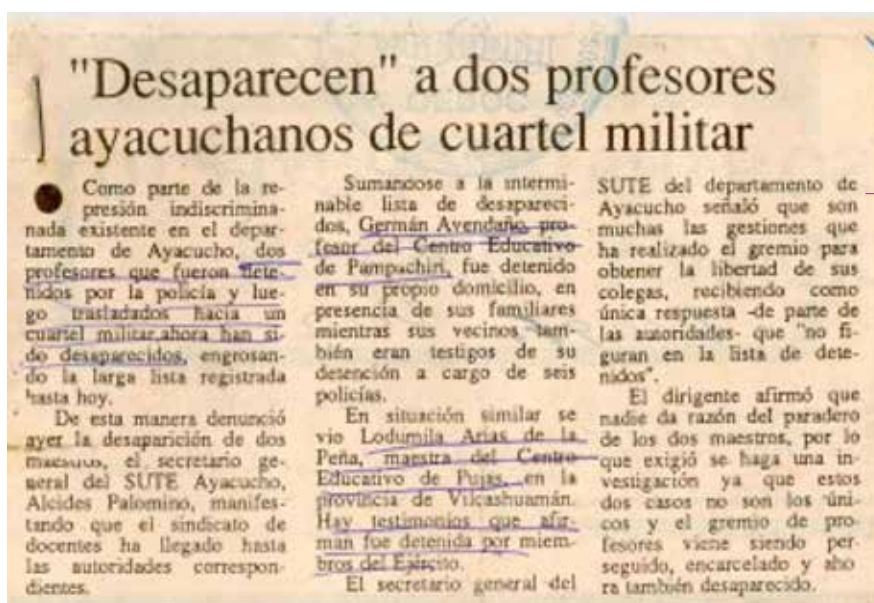 "Desaparecen" a dos profesores
ayacuchanos de cuartel militar
Como parte de la re-
presión indiscrimina-
nada existente en el depar-
tamento de Ayacucho, dos
profesores que fueron dete-
nidos por la policía y lue-
go trasladados hacia un
cuartel militar ahora han si-
do desaparecidos, engrosan-
do la larga lista registrada
hasta hoy.
De esta manera denunció
ayer la desaparición de dos
maestros, el secretario ge-
neral del SUTE Ayacucho,
Alcides Palomino, manifes-
tando que el sindicato de
docentes ha llegado hasta
las autoridades correspon-
dientes.
Sumandose a la intermi-
nable lista de desapareci-
dos, Germán Avendaño, pro-
fesor del Centro Educativo
de Pampachiri, fue detenido
en su propio domicilio, en
presencia de sus familiares
mientras sus vecinos tam-
bién eran testigos de su
detención a cargo de seis
policías.
En situación similar se
vio Lodumila Arias de la
Peña, maestra del Centro
Educativo de Pujas, en la
provincia de Vilcashuamán.
Hay testimonios que afir-
man fue detenida por miem-
bros del Ejército.
El secretario general del
SUTE del departamento de
Ayacucho señaló que son
muchas las gestiones que
ha realizado el gremio para
obtener la libertad de sus
colegas, recibiendo como
única respuesta -de parte de
las autoridades- que "no fi-
guran en la lista de dete-
nidos".
El dirigente afirmó que
nadie da razón del paradero
de los dos maestros, por lo
que exigió se haga una in-
vestigación ya que estos
dos casos no son los úni-
cos y el gremio de pro-
fesores viene siendo per-
seguido, encarcelado y aho
ra también desaparecido.